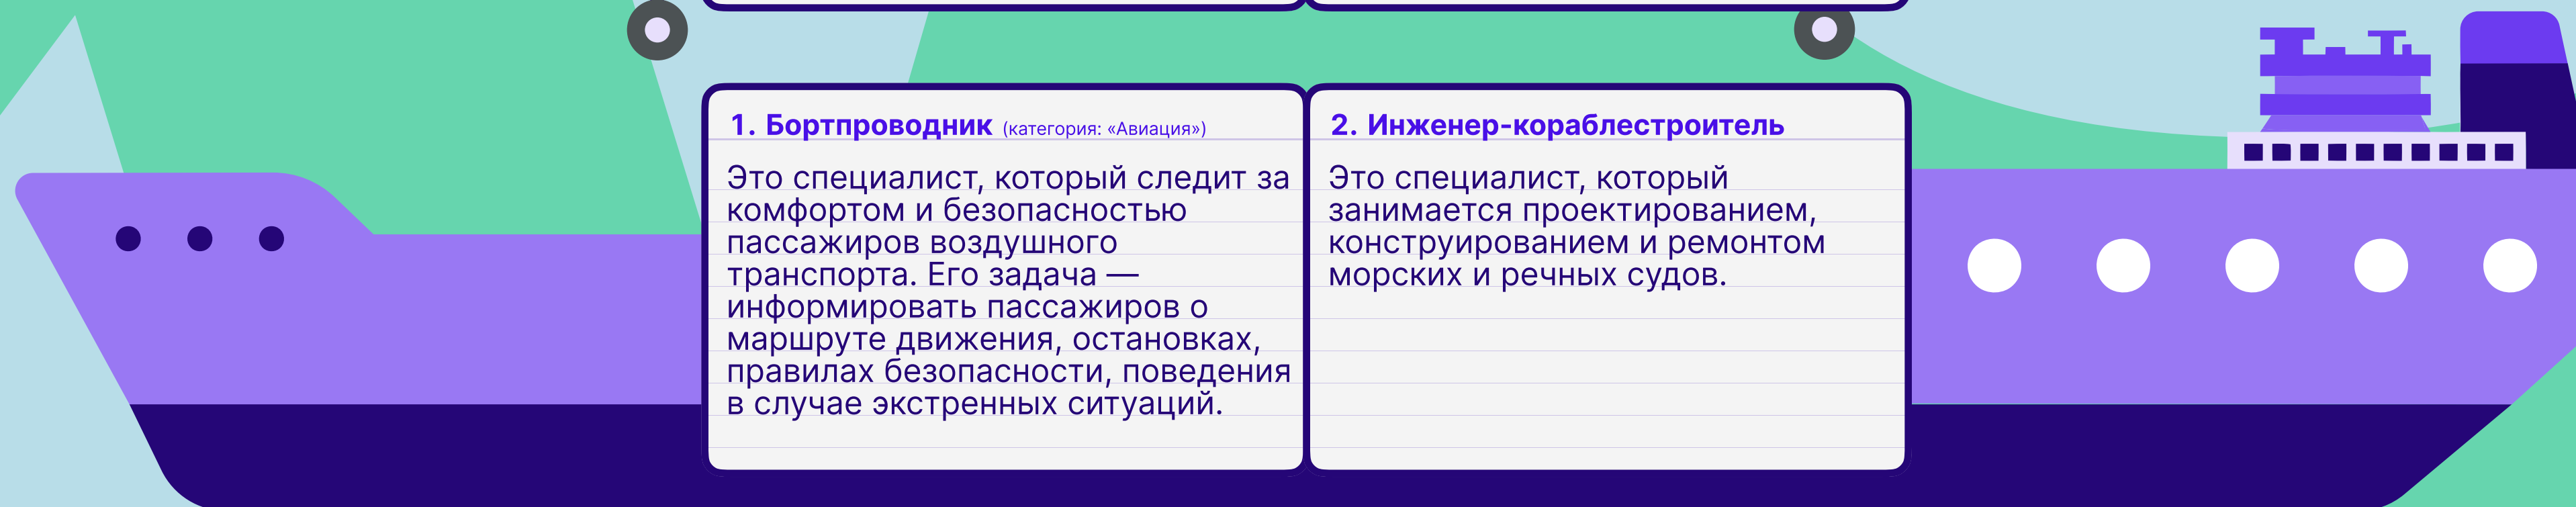 1. Бортпроводник (категория: «Авиация»)
Это специалист, который следит за
комфортом и безопасностью
пассажиров воздушного
транспорта. Его задача —
информировать пассажиров о
маршруте движения, остановках,
правилах безопасности, поведения
в случае экстренных ситуаций.
2. Инженер-кораблестроитель
Это специалист, который
занимается проектированием,
конструированием и ремонтом
морских и речных судов.